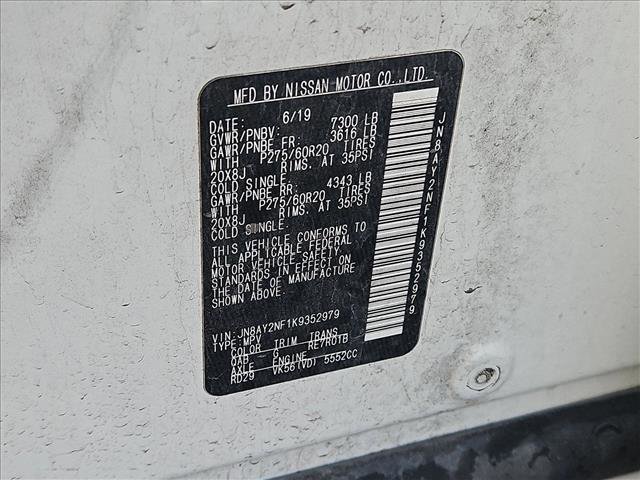 MFD BY NISSAN MOTOR CO.,LTD.
DATE: 6/19
GVWR/PNBV: 7300 LB
GAWR/PNBE FR: 3616 LB
WITH P275/60R20 TIRES
20X8J RIMS. AT 35PSI
COLD SINGLE.
GAWR/PNBE RR: 4343 LB
WITH P275/60R20 TIRES
20X8J RIMS. AT 35PSI
COLD SINGLE.
THIS VEHICLE CONFORMS TO
ALL APPLICABLE FEDERAL
MOTOR VEHICLE SAFETY
STANDARDS IN EFFECT ON
THE DATE OF MANUFACTURE
SHOWN ABOVE.
VIN: JN8AY2NF1K9352979
TYPE: MPV
COLOR TRIM TRANS
QAB G RE7R01B
AXLE ENGINE
RD29 VK56(VD) 5552CC
JN8AY2NF1K9352979